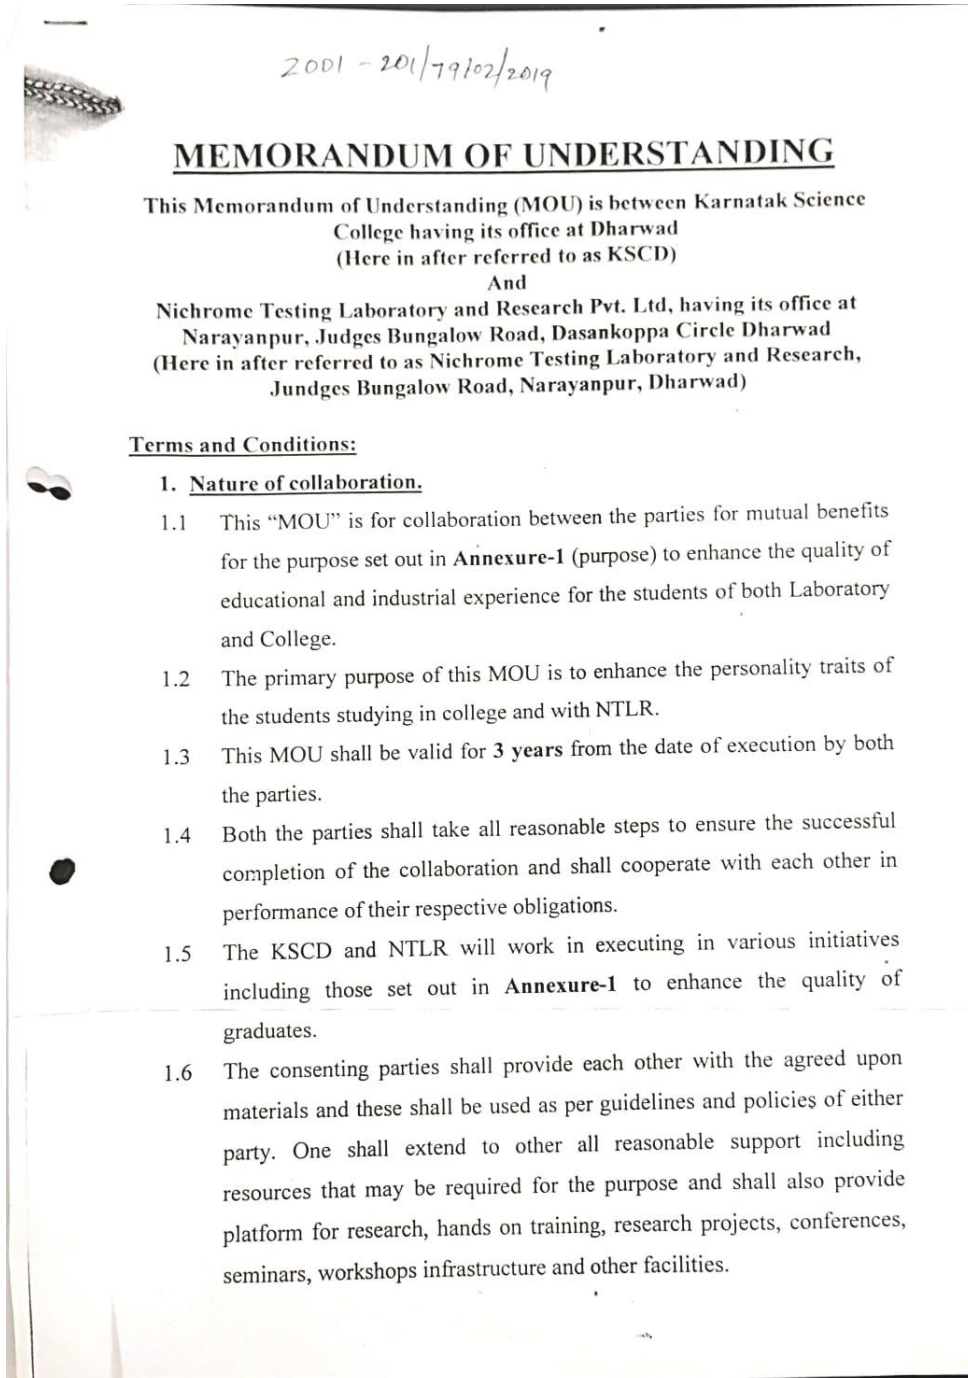 2001 - 201/79/02/2019
MEMORANDUM OF UNDERSTANDING
This Memorandum of Understanding (MOU) is between Karnatak Science
College having its office at Dharwad
(Here in after referred to as KSCD)
And
Nichrome Testing Laboratory and Research Pvt. Ltd, having its office at
Narayanpur, Judges Bungalow Road, Dasankoppa Circle Dharwad
(Here in after referred to as Nichrome Testing Laboratory and Research,
Jundges Bungalow Road, Narayanpur, Dharwad)
Terms and Conditions:
1. Nature of collaboration.
1.1 This “MOU” is for collaboration between the parties for mutual benefits
for the purpose set out in Annexure-1 (purpose) to enhance the quality of
educational and industrial experience for the students of both Laboratory
and College.
1.2 The primary purpose of this MOU is to enhance the personality traits of
the students studying in college and with NTLR.
1.3 This MOU shall be valid for 3 years from the date of execution by both
the parties.
1.4 Both the parties shall take all reasonable steps to ensure the successful
completion of the collaboration and shall cooperate with each other in
performance of their respective obligations.
1.5 The KSCD and NTLR will work in executing in various initiatives
including those set out in Annexure-1 to enhance the quality of
graduates.
1.6 The consenting parties shall provide each other with the agreed upon
materials and these shall be used as per guidelines and policies of either
party. One shall extend to other all reasonable support including
resources that may be required for the purpose and shall also provide
platform for research, hands on training, research projects, conferences,
seminars, workshops infrastructure and other facilities.